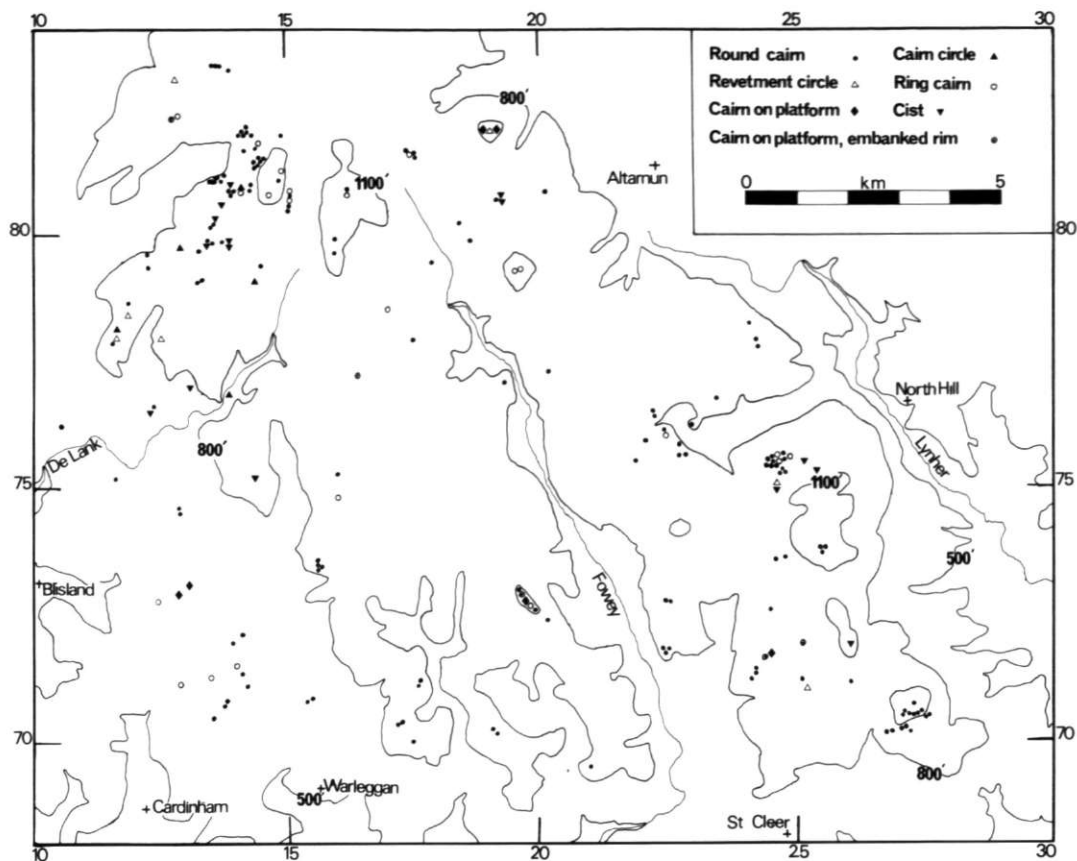 10 15 20 25 30
Round cairn Cairn circle
Revetment circle Ring cairn
Cairn on platform Cist
Cairn on platform, embanked rim
0 km 5
800'
Altarnun
1100'
80 80
North Hill
Lynher
De Lank
800'
75 75
1100'
500'
Blisland
Fowey
70 70
800'
Warleggan
500'
Cardinham
St Cleer
10 15 20 25 30